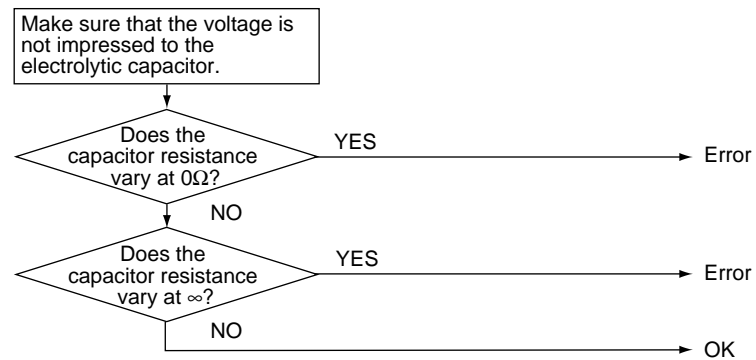 Make sure that the voltage is
not impressed to the
electrolytic capacitor.
Does the
capacitor resistance
vary at 0Ω?
YES
Error
NO
Does the
capacitor resistance
vary at ∞?
YES
Error
NO
OK